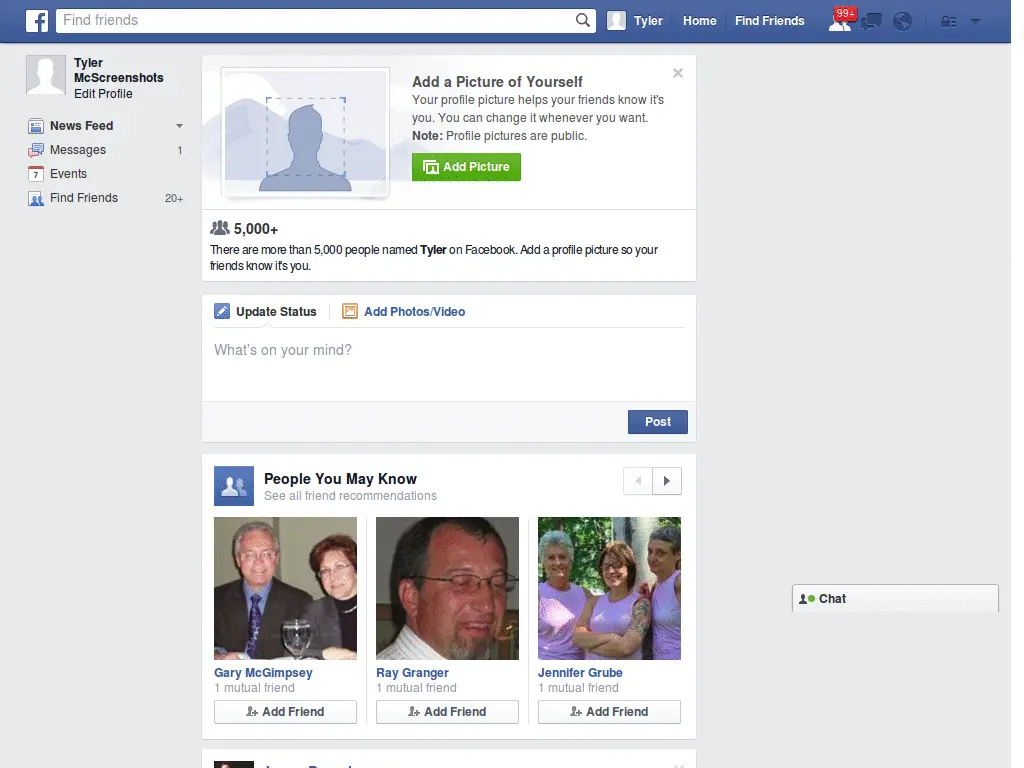 Find friends
Tyler
Home
Find Friends
99+
Tyler
McScreenshots
Edit Profile
News Feed
Messages 1
7 Events
Find Friends 20+
Add a Picture of Yourself
Your profile picture helps your friends know it's
you. You can change it whenever you want.
Note: Profile pictures are public.
Add Picture
5,000+
There are more than 5,000 people named Tyler on Facebook. Add a profile picture so your
friends know it's you.
Update Status
Add Photos/Video
What's on your mind?
Post
People You May Know
See all friend recommendations
Gary McGimpsey
1 mutual friend
Add Friend
Ray Granger
1 mutual friend
Add Friend
Jennifer Grube
1 mutual friend
Add Friend
Chat